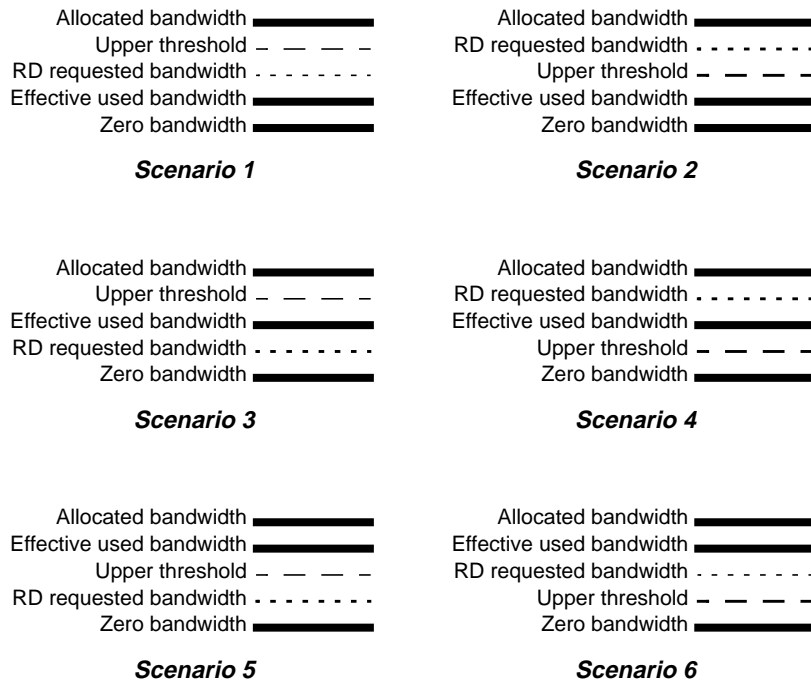 Allocated bandwidth
Upper threshold
RD requested bandwidth
Effective used bandwidth
Zero bandwidth
Scenario 1
Allocated bandwidth
RD requested bandwidth
Upper threshold
Effective used bandwidth
Zero bandwidth
Scenario 2
Allocated bandwidth
Upper threshold
Effective used bandwidth
RD requested bandwidth
Zero bandwidth
Scenario 3
Allocated bandwidth
RD requested bandwidth
Effective used bandwidth
Upper threshold
Zero bandwidth
Scenario 4
Allocated bandwidth
Effective used bandwidth
Upper threshold
RD requested bandwidth
Zero bandwidth
Scenario 5
Allocated bandwidth
Effective used bandwidth
RD requested bandwidth
Upper threshold
Zero bandwidth
Scenario 6